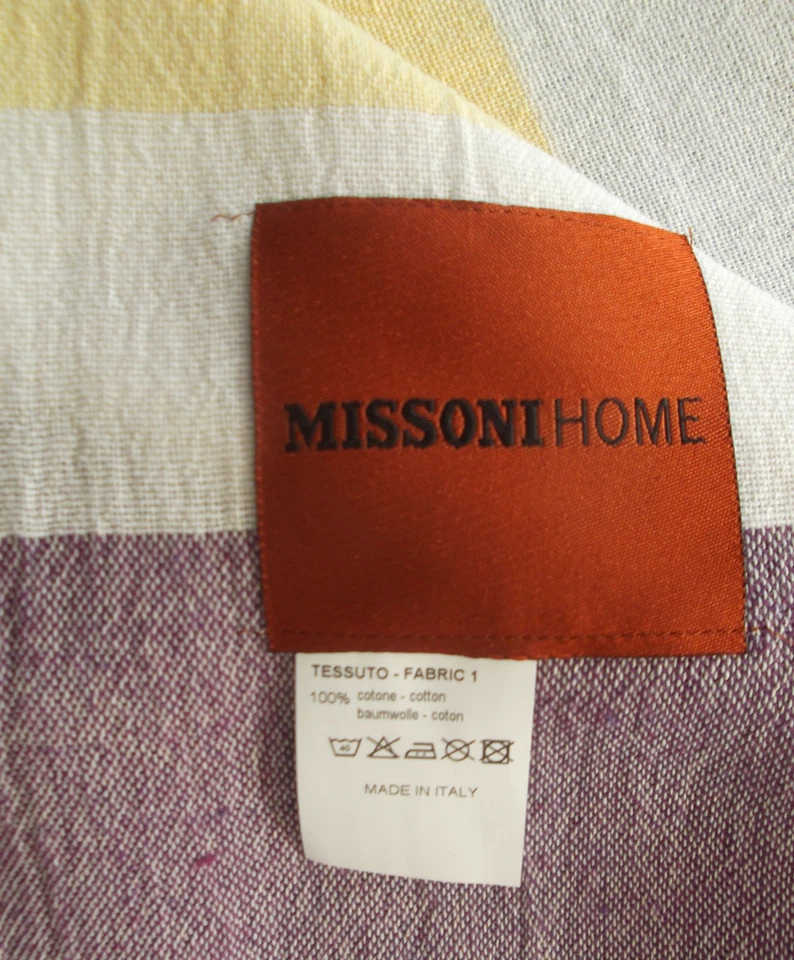 MISSONI HOME
TESSUTO - FABRIC 1
100% cotone - cotton
baumwolle - coton
40
MADE IN ITALY